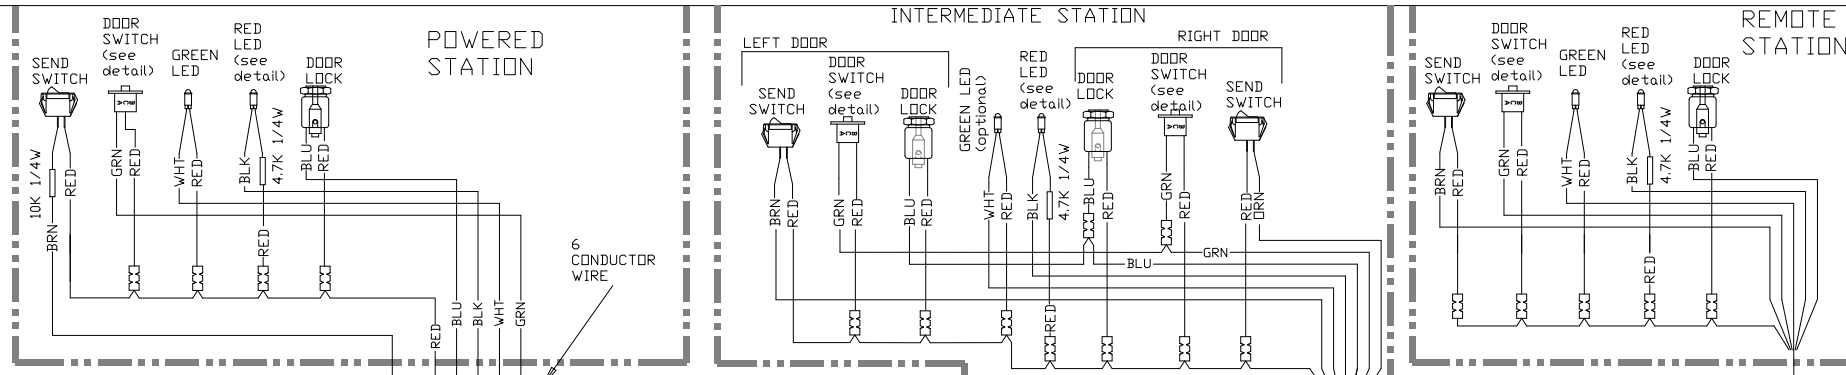 POWERED
STATION
SEND
SWITCH
DOOR
SWITCH
(see
detail)
GREEN
LED
RED
LED
(see
detail)
DOOR
LOCK
10K 1/4W
BRN
RED
GRN
RED
WHT
RED
BLK
4.7K 1/4W
RED
BLU
RED
RED
BLU
BLK
WHT
GRN
6
CONDUCTOR
WIRE
INTERMEDIATE STATION
LEFT DOOR
RIGHT DOOR
SEND
SWITCH
DOOR
SWITCH
(see
detail)
DOOR
LOCK
GREEN LED
(optional)
RED
LED
(see
detail)
DOOR
LOCK
DOOR
SWITCH
(see
detail)
SEND
SWITCH
BRN
RED
GRN
RED
BLU
RED
WHT
RED
BLK
4.7K 1/4W
RED
BLU
RED
GRN
RED
RED
ORN
GRN
BLU
REMOTE
STATION
SEND
SWITCH
DOOR
SWITCH
(see
detail)
GREEN
LED
RED
LED
(see
detail)
DOOR
LOCK
BRN
RED
GRN
RED
WHT
RED
BLK
4.7K 1/4W
RED
BLU
RED